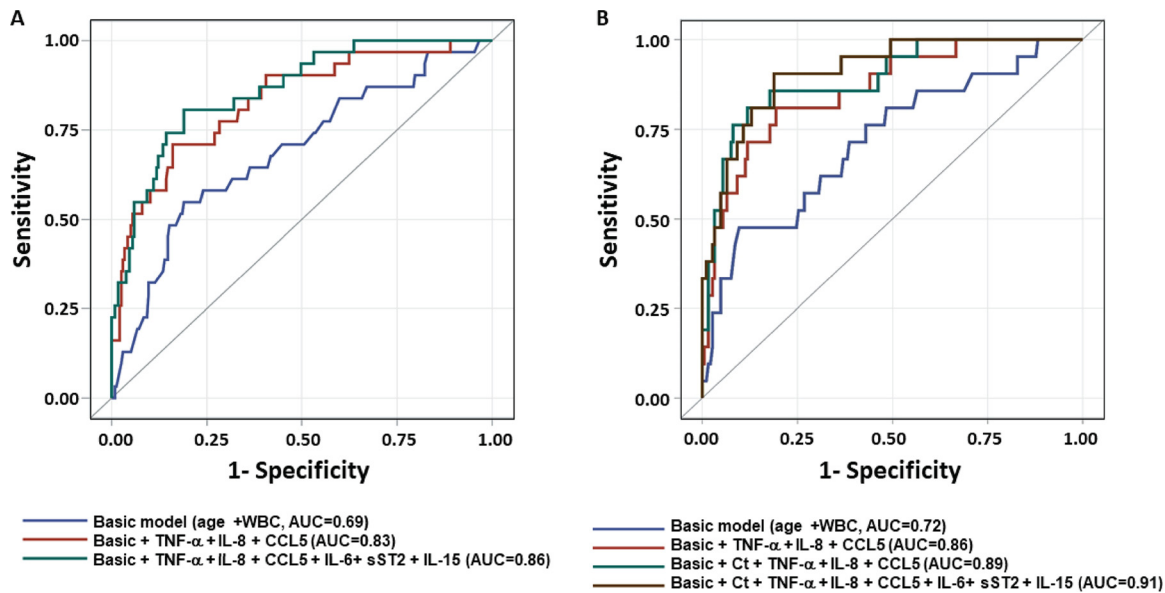 A
Sensitivity
1.00
0.75
0.50
0.25
0.00
0.00 0.25 0.50 0.75 1.00
1- Specificity
Basic model (age +WBC, AUC=0.69)
Basic + TNF-α + IL-8 + CCL5 (AUC=0.83)
Basic + TNF-α + IL-8 + CCL5 + IL-6+ sST2 + IL-15 (AUC=0.86)
B
Sensitivity
1.00
0.75
0.50
0.25
0.00
0.00 0.25 0.50 0.75 1.00
1- Specificity
Basic model (age +WBC, AUC=0.72)
Basic + TNF-α + IL-8 + CCL5 (AUC=0.86)
Basic + Ct + TNF-α + IL-8 + CCL5 (AUC=0.89)
Basic + Ct + TNF-α + IL-8 + CCL5 + IL-6+ sST2 + IL-15 (AUC=0.91)